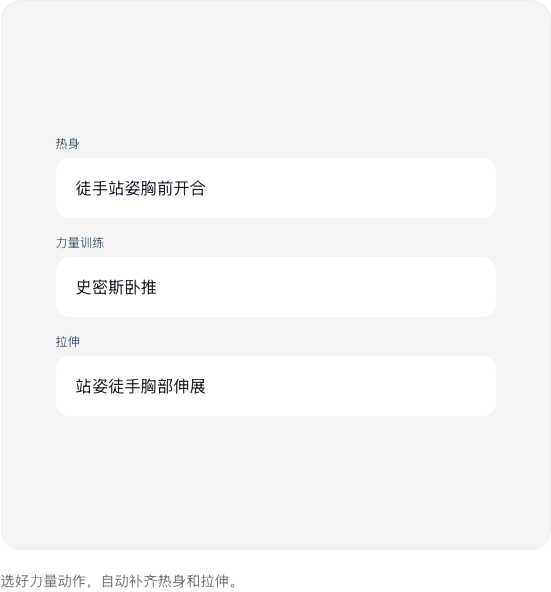 热身
徒手站姿胸前开合
力量训练
史密斯卧推
拉伸
站姿徒手胸部伸展
选好力量动作，自动补齐热身和拉伸。